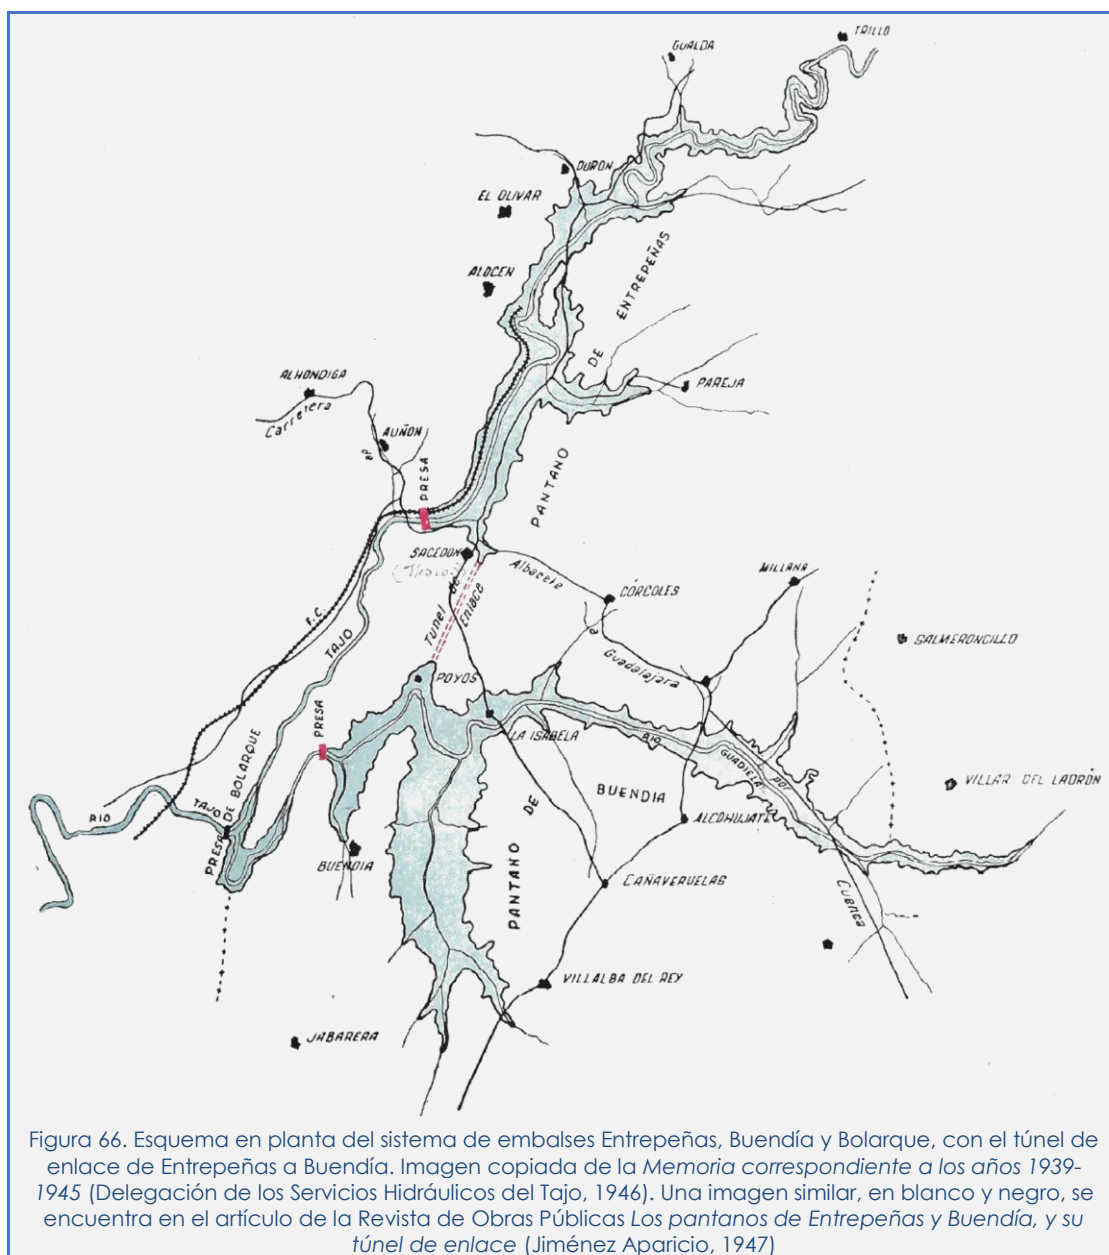 TRILLO
GUALDA
DURÓN
EL OLIVAR
ALOCEN
PANTANO DE ENTREPEÑAS
PAREJA
ALHONDIGA
Carretera de
AUÑON
PRESA
SACEDON
Albacete
a
Guadalajara
por
Cuenca
CÓRCOLES
MILLANA
SALMERONCILLO
Túnel de
Enlace
F.C.
TAJO
POYOS
PRESA
LA ISABELA
RIO
GUADIELA
VILLAR DEL LADRÓN
PANTANO DE BUENDIA
ALCOHUJATE
RIO
TAJO
PRESA DE BOLARQUE
BUENDIA
CAÑAVERUELAS
VILLALBA DEL REY
JABARERA
Figura 66. Esquema en planta del sistema de embalses Entrepeñas, Buendía y Bolarque, con el túnel de
enlace de Entrepeñas a Buendía. Imagen copiada de la Memoria correspondiente a los años 1939-
1945 (Delegación de los Servicios Hidráulicos del Tajo, 1946). Una imagen similar, en blanco y negro, se
encuentra en el artículo de la Revista de Obras Públicas Los pantanos de Entrepeñas y Buendía, y su
túnel de enlace (Jiménez Aparicio, 1947)